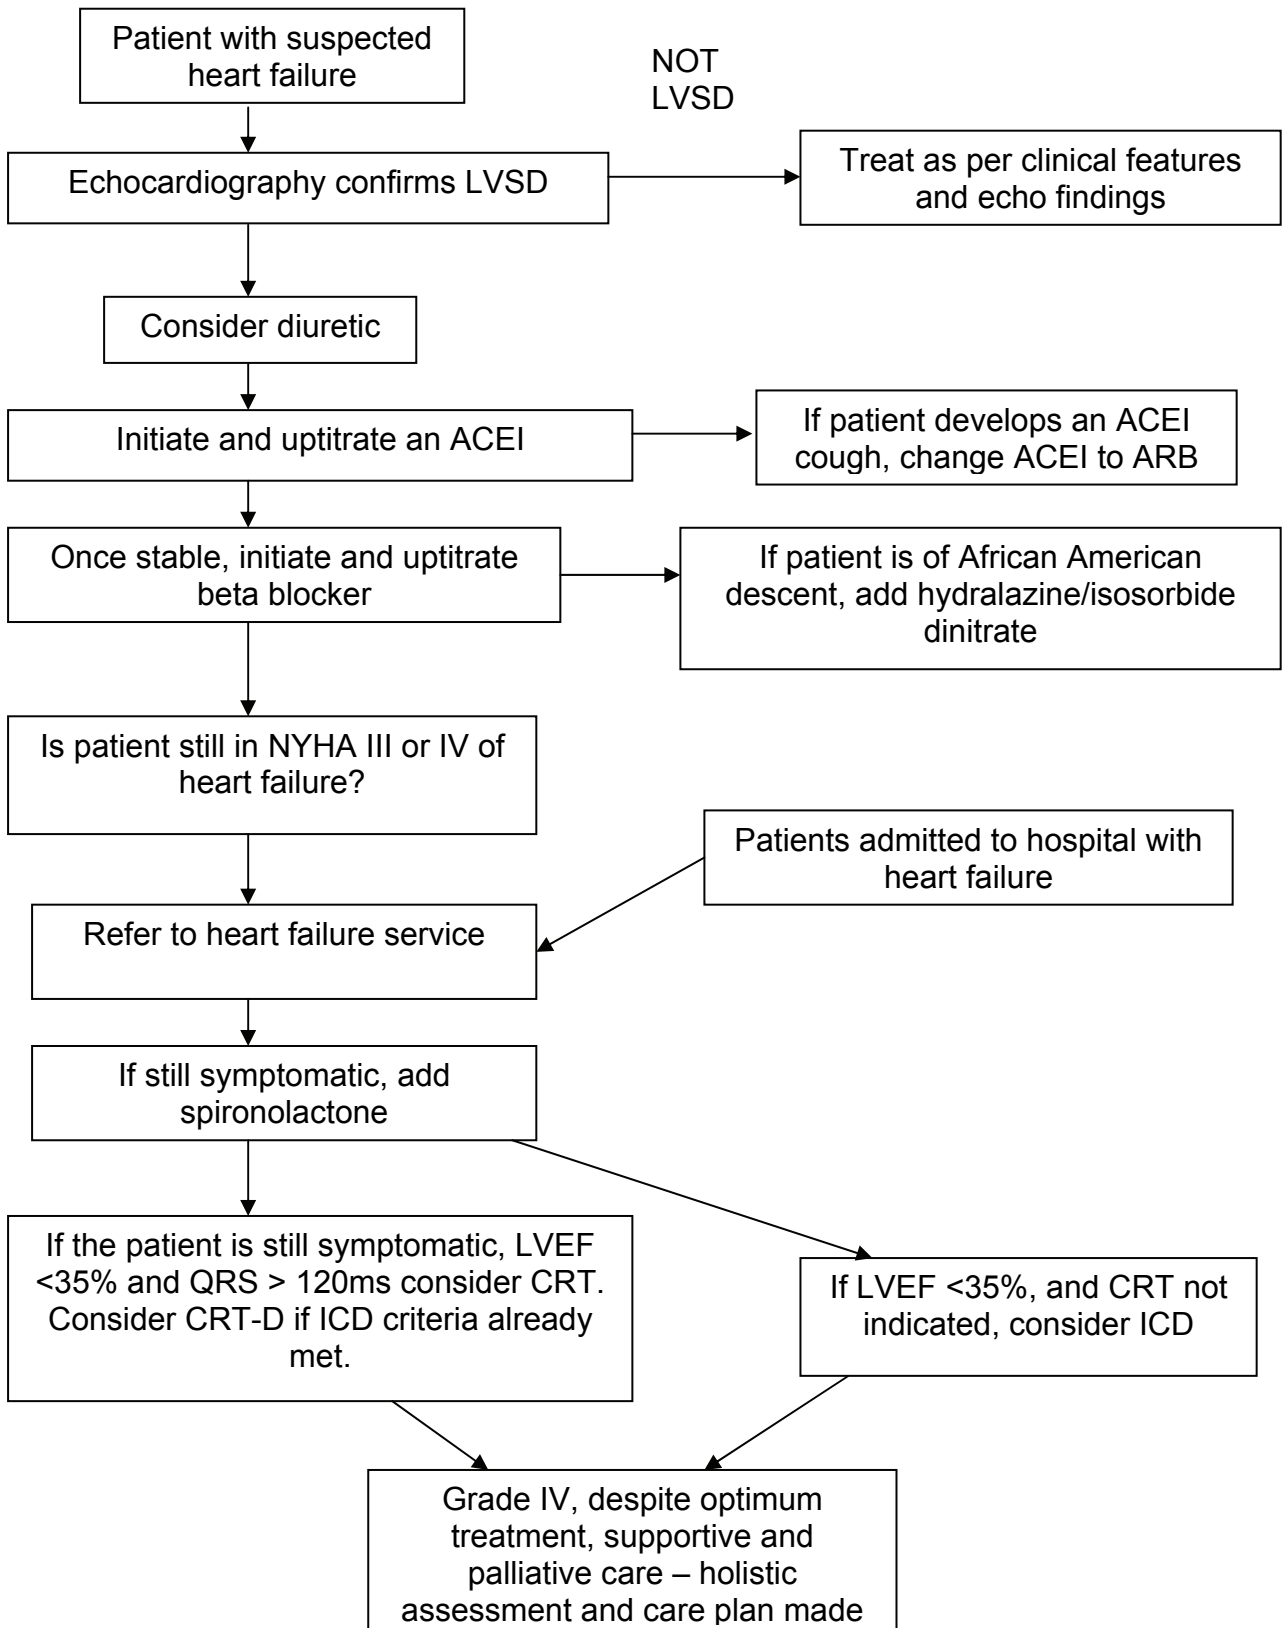 Patient with suspected
heart failure
NOT
LVSD
Echocardiography confirms LVSD
Treat as per clinical features
and echo findings
Consider diuretic
Initiate and uptitrate an ACEI
If patient develops an ACEI
cough, change ACEI to ARB
Once stable, initiate and uptitrate
beta blocker
If patient is of African American
descent, add hydralazine/isosorbide
dinitrate
Is patient still in NYHA III or IV of
heart failure?
Patients admitted to hospital with
heart failure
Refer to heart failure service
If still symptomatic, add
spironolactone
If the patient is still symptomatic, LVEF
<35% and QRS > 120ms consider CRT.
Consider CRT-D if ICD criteria already
met.
If LVEF <35%, and CRT not
indicated, consider ICD
Grade IV, despite optimum
treatment, supportive and
palliative care – holistic
assessment and care plan made